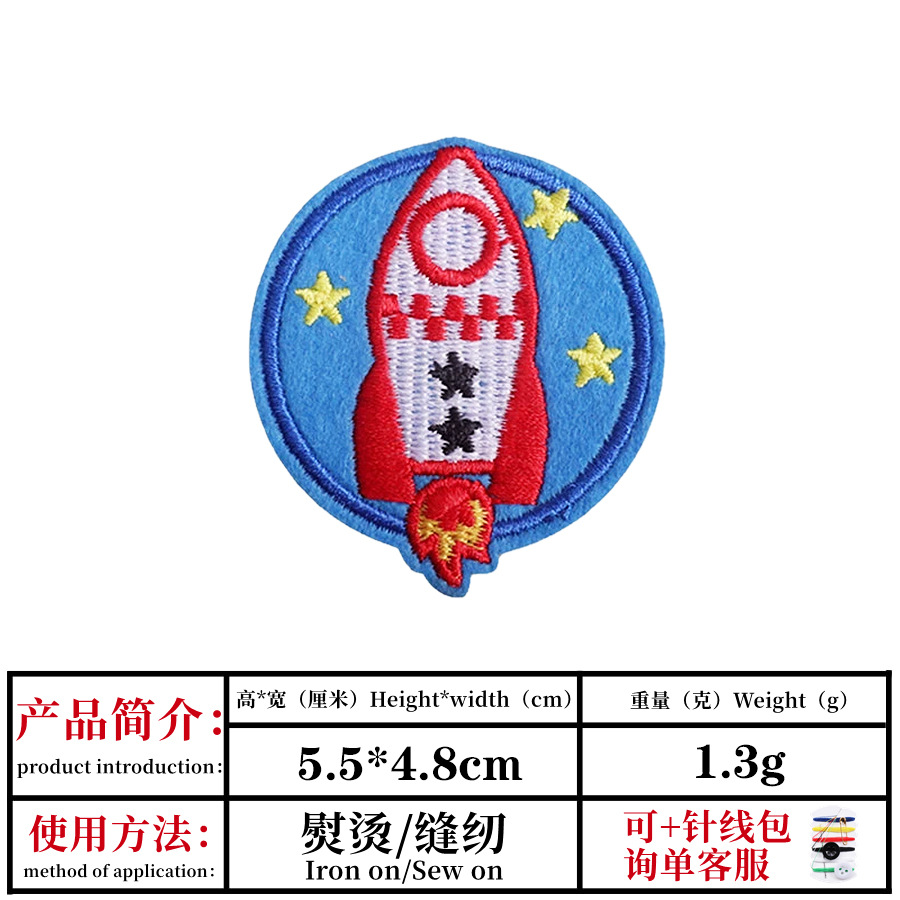 产品简介：
product introduction：
高*宽（厘米）Height*width（cm）
重量（克）Weight（g）
5.5*4.8cm
1.3g
使用方法：
method of application：
熨烫/缝纫
Iron on/Sew on
可+针线包
询单客服